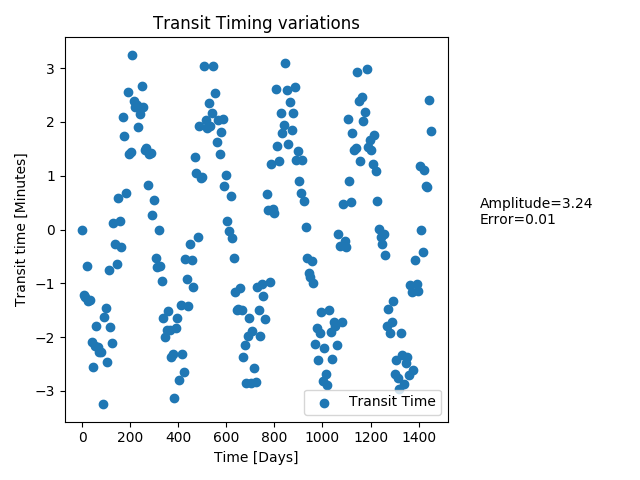 Transit Timing variations
Transit time [Minutes]
3
2
1
0
−1
−2
−3
0 200 400 600 800 1000 1200 1400
Time [Days]
Transit Time
Amplitude=3.24
Error=0.01